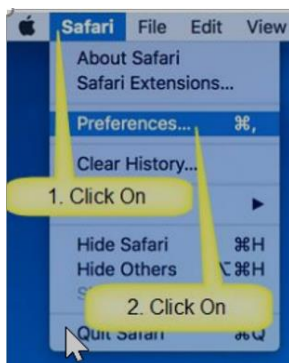 Safari File Edit View
About Safari
Safari Extensions...
Preferences... ⌘,
Clear History...
1. Click On
Hide Safari ⌘H
Hide Others ⌥⌘H
2. Click On
Quit Safari ⌘Q